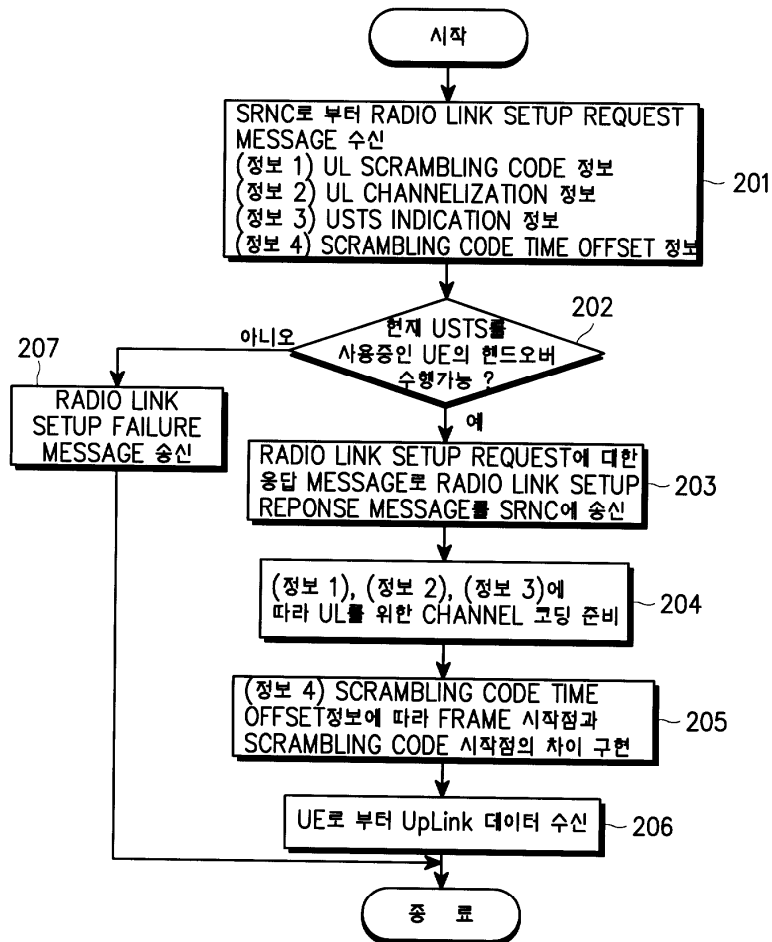 시작
SRNC로 부터 RADIO LINK SETUP REQUEST
MESSAGE 수신
(정보 1) UL SCRAMBLING CODE 정보
(정보 2) UL CHANNELIZATION 정보
(정보 3) USTS INDICATION 정보
(정보 4) SCRAMBLING CODE TIME OFFSET 정보
201
202
현재 USTS를
사용중인 UE의 핸드오버
수행가능 ?
아니오
207
RADIO LINK
SETUP FAILURE
MESSAGE 송신
예
RADIO LINK SETUP REQUEST에 대한
응답 MESSAGE로 RADIO LINK SETUP
REPONSE MESSAGE를 SRNC에 송신
203
(정보 1), (정보 2), (정보 3)에
따라 UL를 위한 CHANNEL 코딩 준비
204
(정보 4) SCRAMBLING CODE TIME
OFFSET정보에 따라 FRAME 시작점과
SCRAMBLING CODE 시작점의 차이 구현
205
UE로 부터 UpLink 데이터 수신
206
종 료